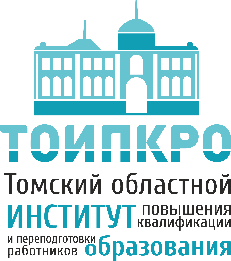 ТОИПКРО
Томский областной
ИНСТИТУТ повышения квалификации
и переподготовки работников образования